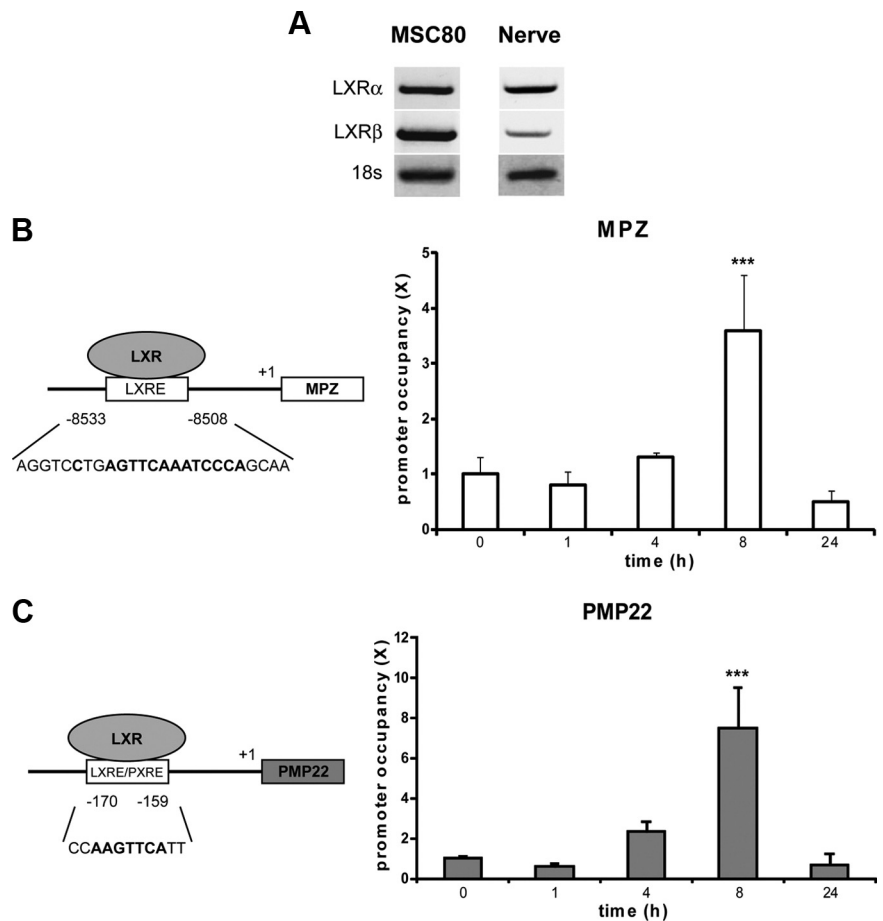 A
MSC80 Nerve
LXRα
LXRβ
18s
B
LXR
LXRE
+1
MPZ
-8533 -8508
AGGTCCTGAGTTCAAATCCCAGCAA
MPZ
promoter occupancy (X)
5
4
3
2
1
0
***
0 1 4 8 24
time (h)
C
LXR
LXRE/PXRE
+1
PMP22
-170 -159
CCAAGTTCATT
PMP22
promoter occupancy (X)
12
10
8
6
4
2
0
***
0 1 4 8 24
time (h)